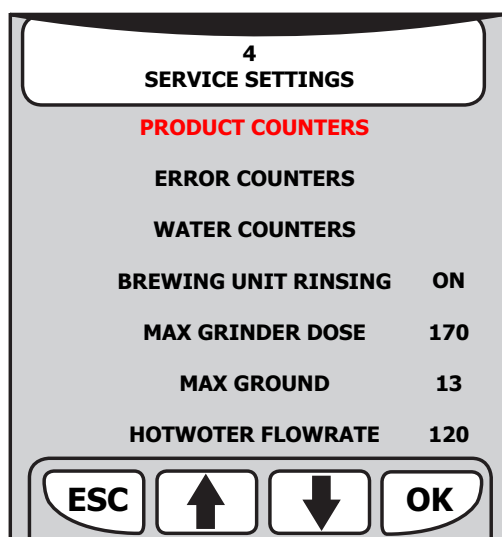 4
SERVICE SETTINGS
PRODUCT COUNTERS
ERROR COUNTERS
WATER COUNTERS
BREWING UNIT RINSING ON
MAX GRINDER DOSE 170
MAX GROUND 13
HOTWOTER FLOWRATE 120
ESC OK